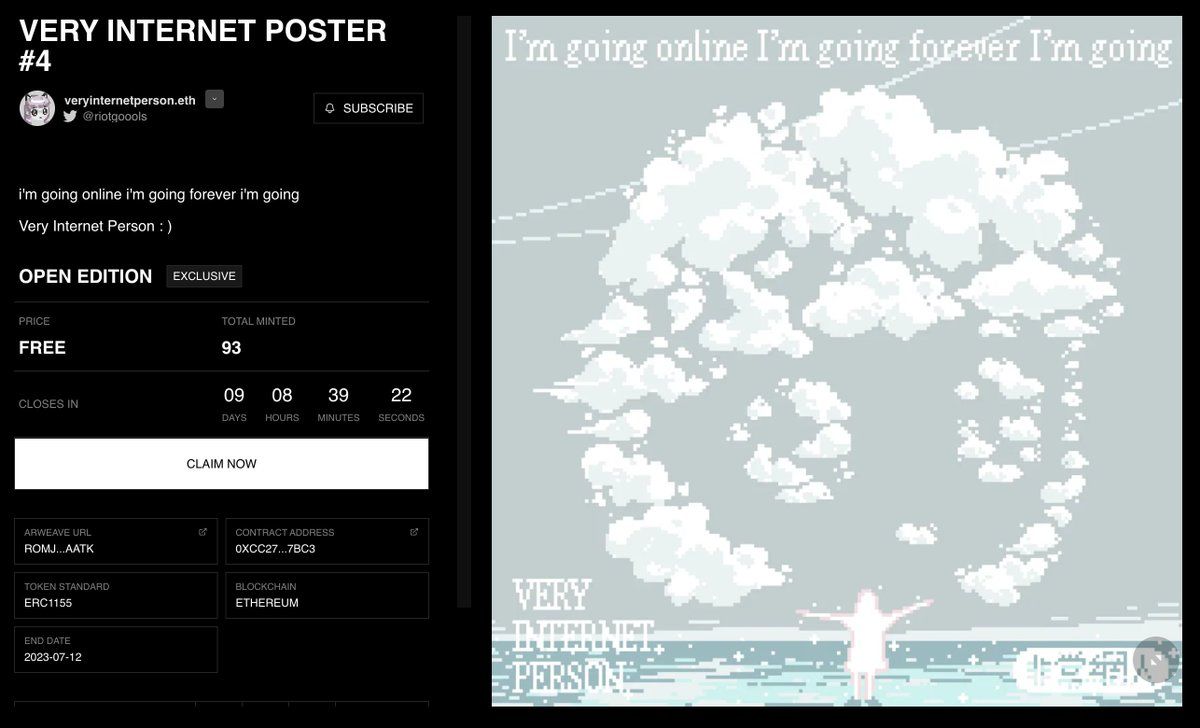 VERY INTERNET POSTER
#4
veryinternetperson.eth
@riotgoools
SUBSCRIBE
i'm going online i'm going forever i'm going
Very Internet Person : )
OPEN EDITION EXCLUSIVE
PRICE TOTAL MINTED
FREE 93
CLOSES IN 09 08 39 22
DAYS HOURS MINUTES SECONDS
CLAIM NOW
ARWEAVE URL CONTRACT ADDRESS
ROMJ...AATK 0XCC27...7BC3
TOKEN STANDARD BLOCKCHAIN
ERC1155 ETHEREUM
END DATE
2023-07-12
I'm going online I'm going forever I'm going
VERY
INTERNET
PERSON.